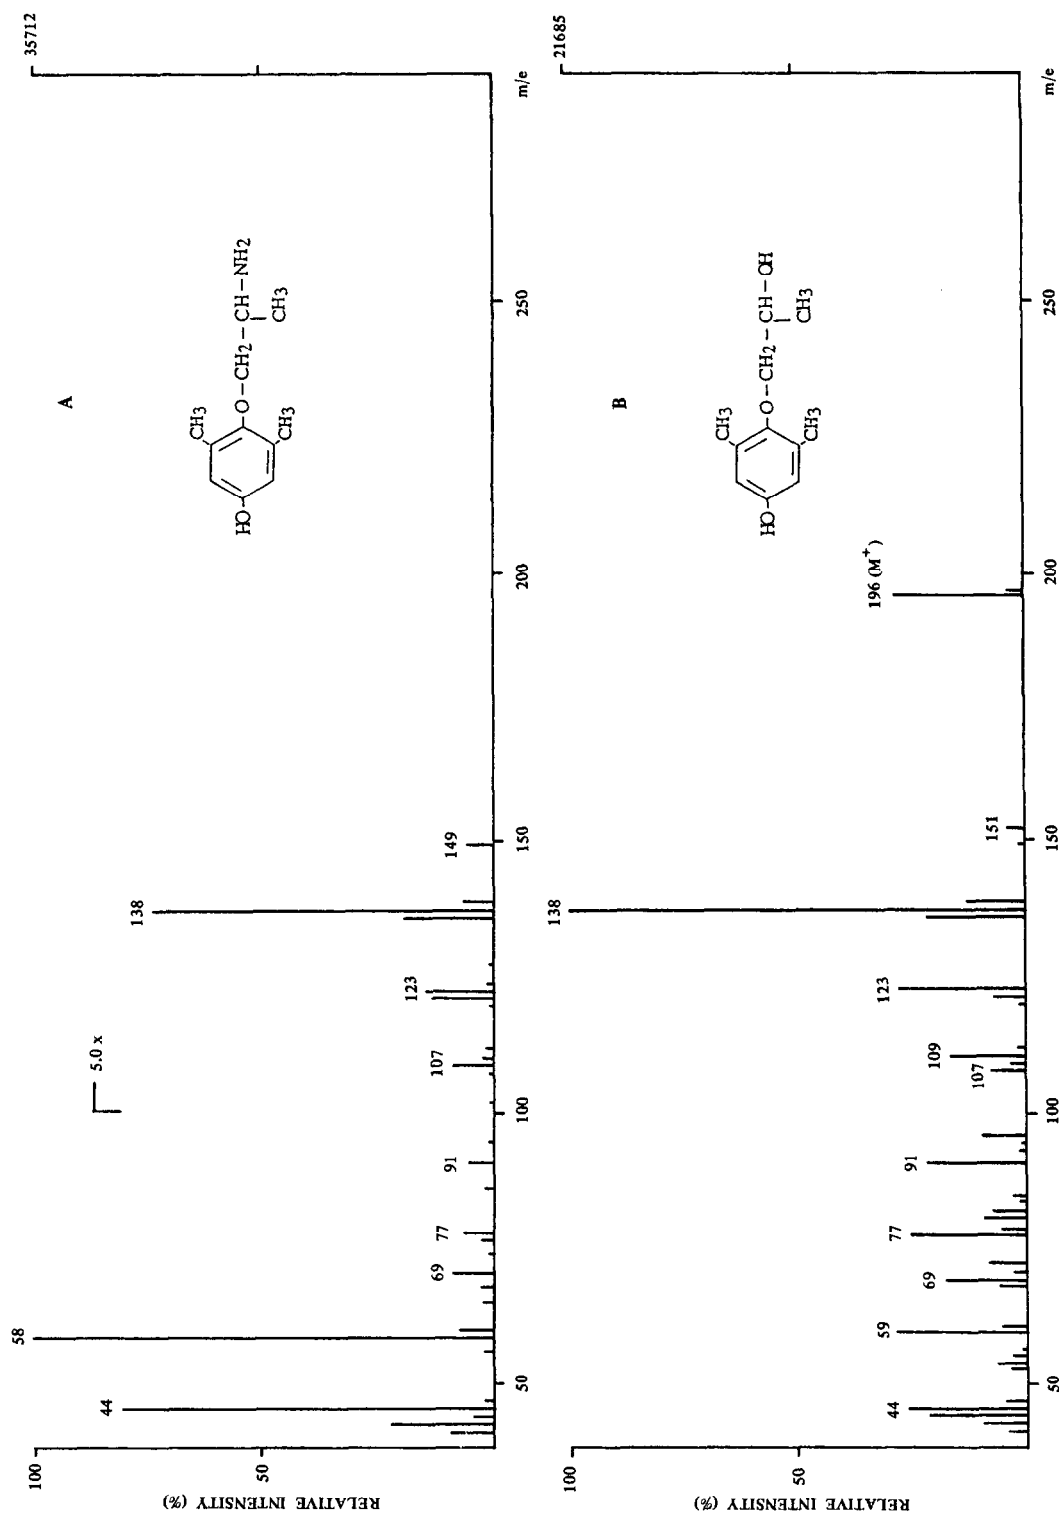 35712
A
HO
CH3
CH3
O-CH2-CH-NH2
CH3
5.0 x
58
44
69
77
91
107
123
138
149
100
50
RELATIVE INTENSITY (%)
50
100
150
200
250
m/e
21685
B
HO
CH3
CH3
O-CH2-CH-OH
CH3
196 (M+)
44
59
69
77
91
107
109
123
138
151
100
50
RELATIVE INTENSITY (%)
50
100
150
200
250
m/e